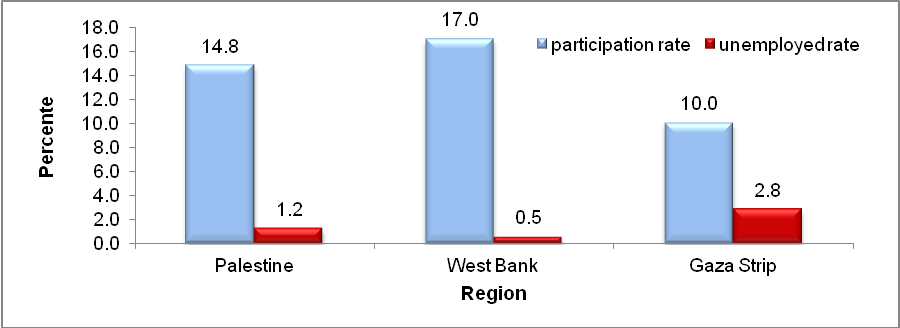 Percente
18.0
16.0
14.0
12.0
10.0
8.0
6.0
4.0
2.0
0.0
participation rate
unemployed rate
14.8
1.2
17.0
0.5
10.0
2.8
Palestine
West Bank
Gaza Strip
Region